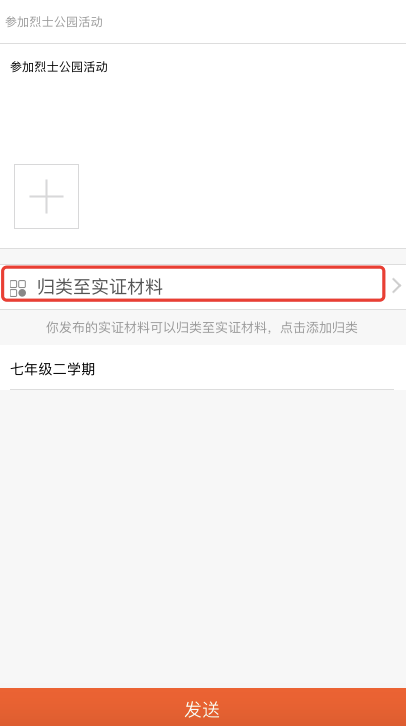 参加烈士公园活动
参加烈士公园活动
归类至实证材料
你发布的实证材料可以归类至实证材料，点击添加归类
七年级二学期
发送